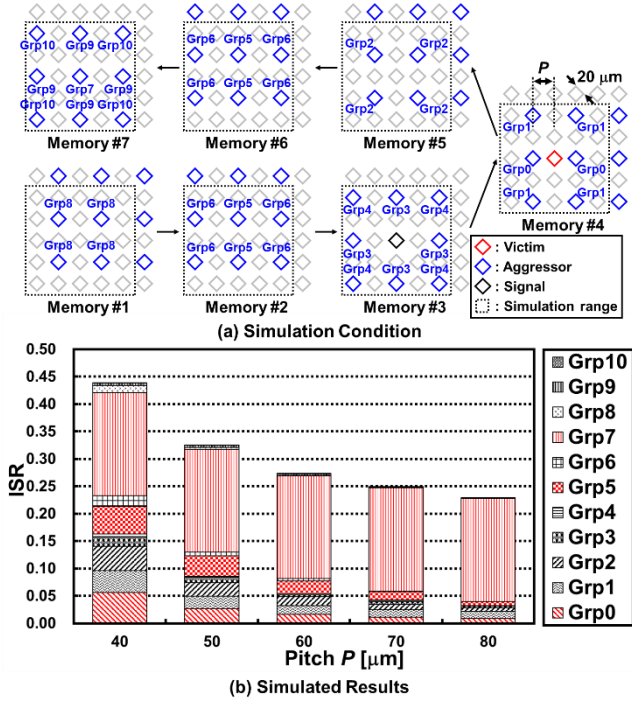 Grp10 Grp9 Grp10
Grp9 Grp7 Grp9
Grp10 Grp9 Grp10
Memory #7
Grp6 Grp5 Grp6
Grp6 Grp5 Grp6
Memory #6
Grp2 Grp2
Grp2 Grp2
Memory #5
P 20 μm
Grp1 Grp1
Grp0 Grp0
Grp1 Grp1
Memory #4
Grp8 Grp8
Grp8 Grp8
Memory #1
Grp6 Grp5 Grp6
Grp6 Grp5 Grp6
Memory #2
Grp4 Grp3 Grp4
Grp3 Grp3
Grp4 Grp3 Grp4
Memory #3
: Victim
: Aggressor
: Signal
: Simulation range
(a) Simulation Condition
0.50
0.45
0.40
0.35
0.30
0.25
0.20
0.15
0.10
0.05
0.00
ISR
40 50 60 70 80
Pitch P [μm]
Grp10
Grp9
Grp8
Grp7
Grp6
Grp5
Grp4
Grp3
Grp2
Grp1
Grp0
(b) Simulated Results